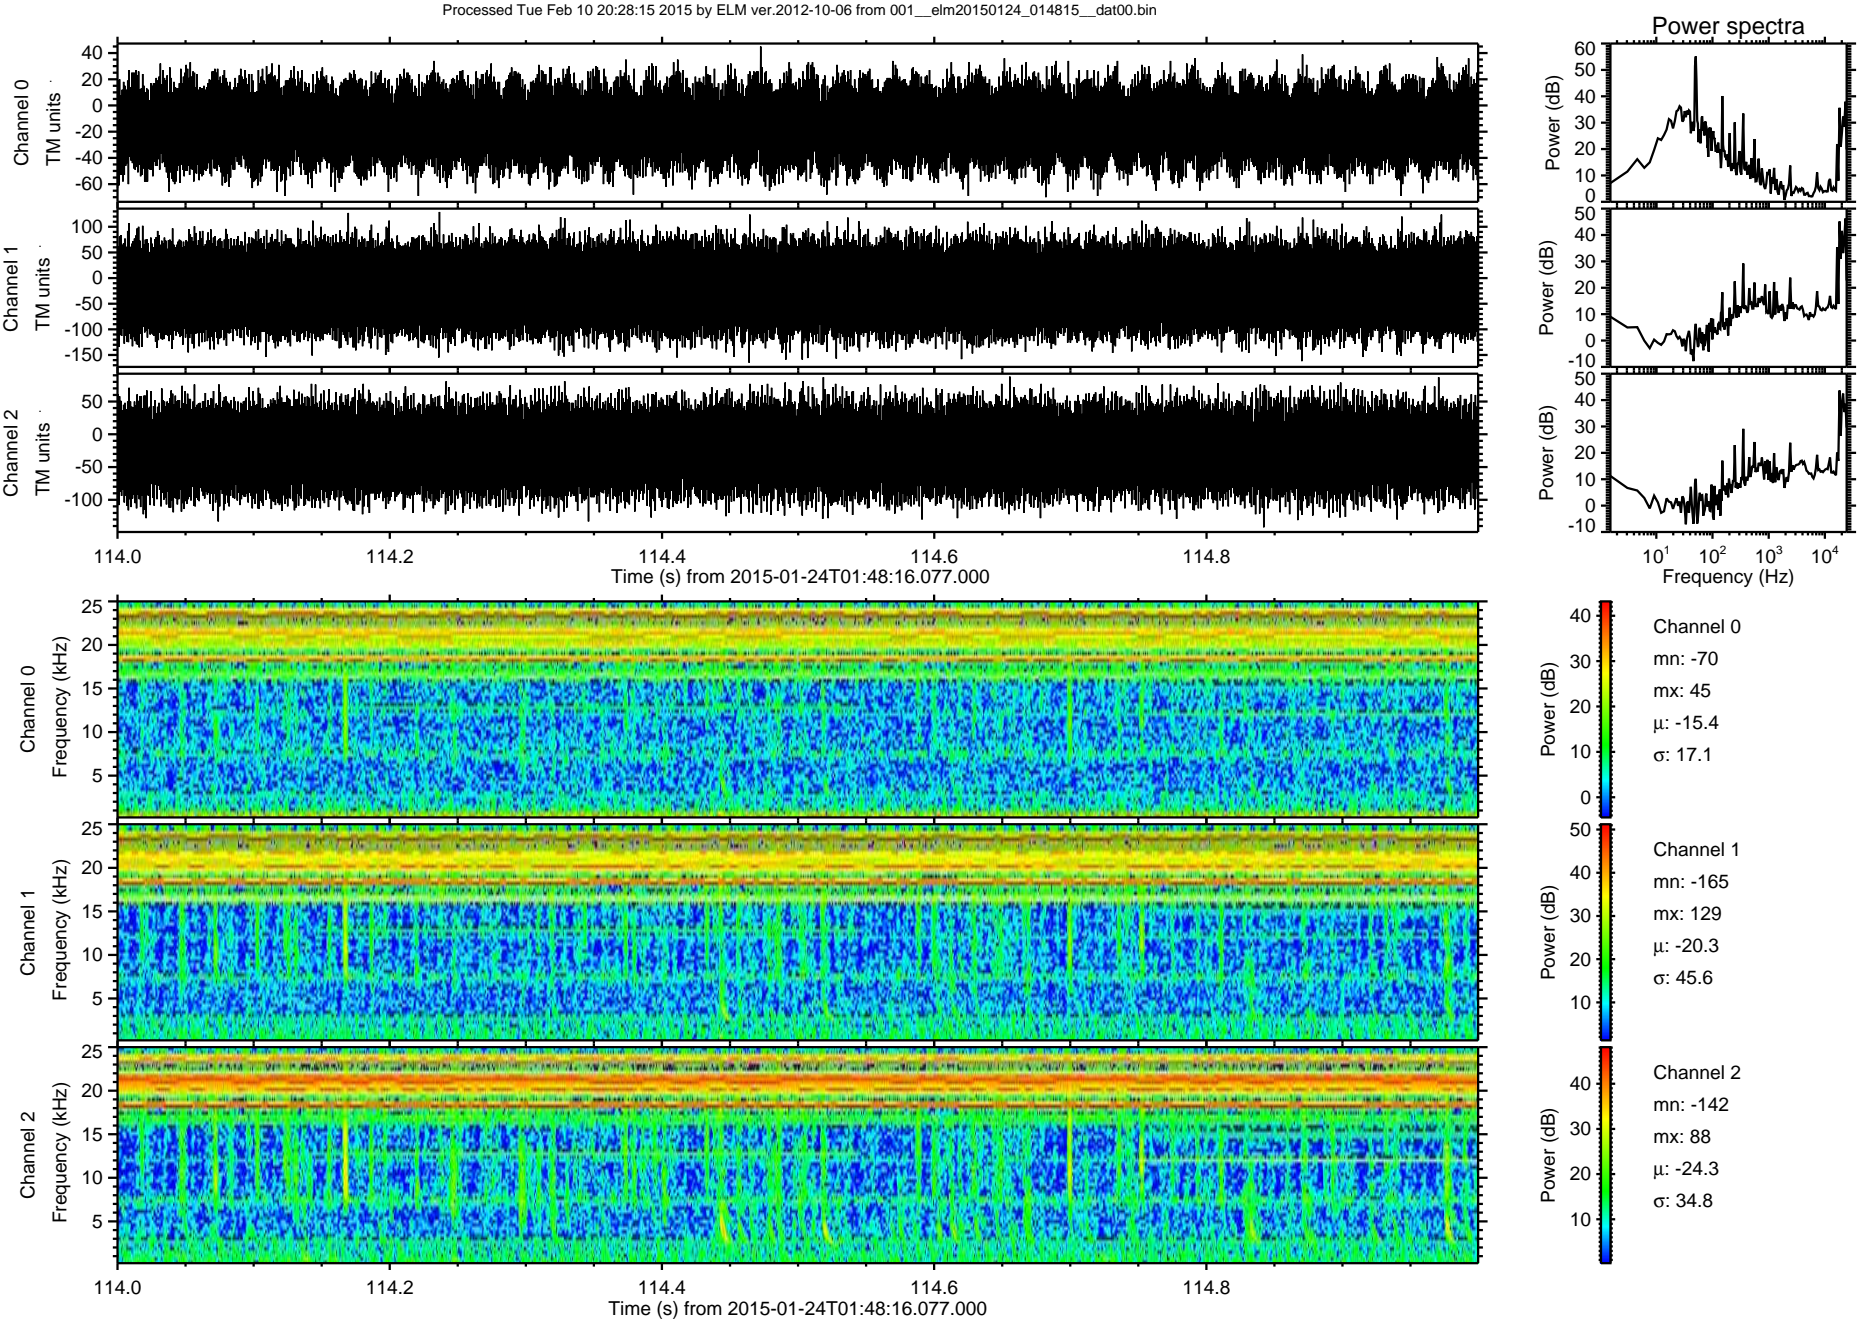 Processed Tue Feb 10 20:28:15 2015 by ELM ver.2012-10-06 from 001__elm20150124_014815__dat00.bin
Power spectra
Channel 0
TM units
40
20
0
-20
-40
-60
Power (dB)
60
50
40
30
20
10
0
Channel 1
TM units
100
50
0
-50
-100
-150
Power (dB)
50
40
30
20
10
0
-10
Channel 2
TM units
50
0
-50
-100
Power (dB)
50
40
30
20
10
0
-10
114.0 114.2 114.4 114.6 114.8
Time (s) from 2015-01-24T01:48:16.077.000
10¹ 10² 10³ 10⁴
Frequency (Hz)
Channel 0
Frequency (kHz)
25
20
15
10
5
Power (dB)
40
30
20
10
0
Channel 0
mn: -70
mx: 45
μ: -15.4
σ: 17.1
Channel 1
Frequency (kHz)
25
20
15
10
5
Power (dB)
50
40
30
20
10
Channel 1
mn: -165
mx: 129
μ: -20.3
σ: 45.6
Channel 2
Frequency (kHz)
25
20
15
10
5
Power (dB)
40
30
20
10
Channel 2
mn: -142
mx: 88
μ: -24.3
σ: 34.8
114.0 114.2 114.4 114.6 114.8
Time (s) from 2015-01-24T01:48:16.077.000